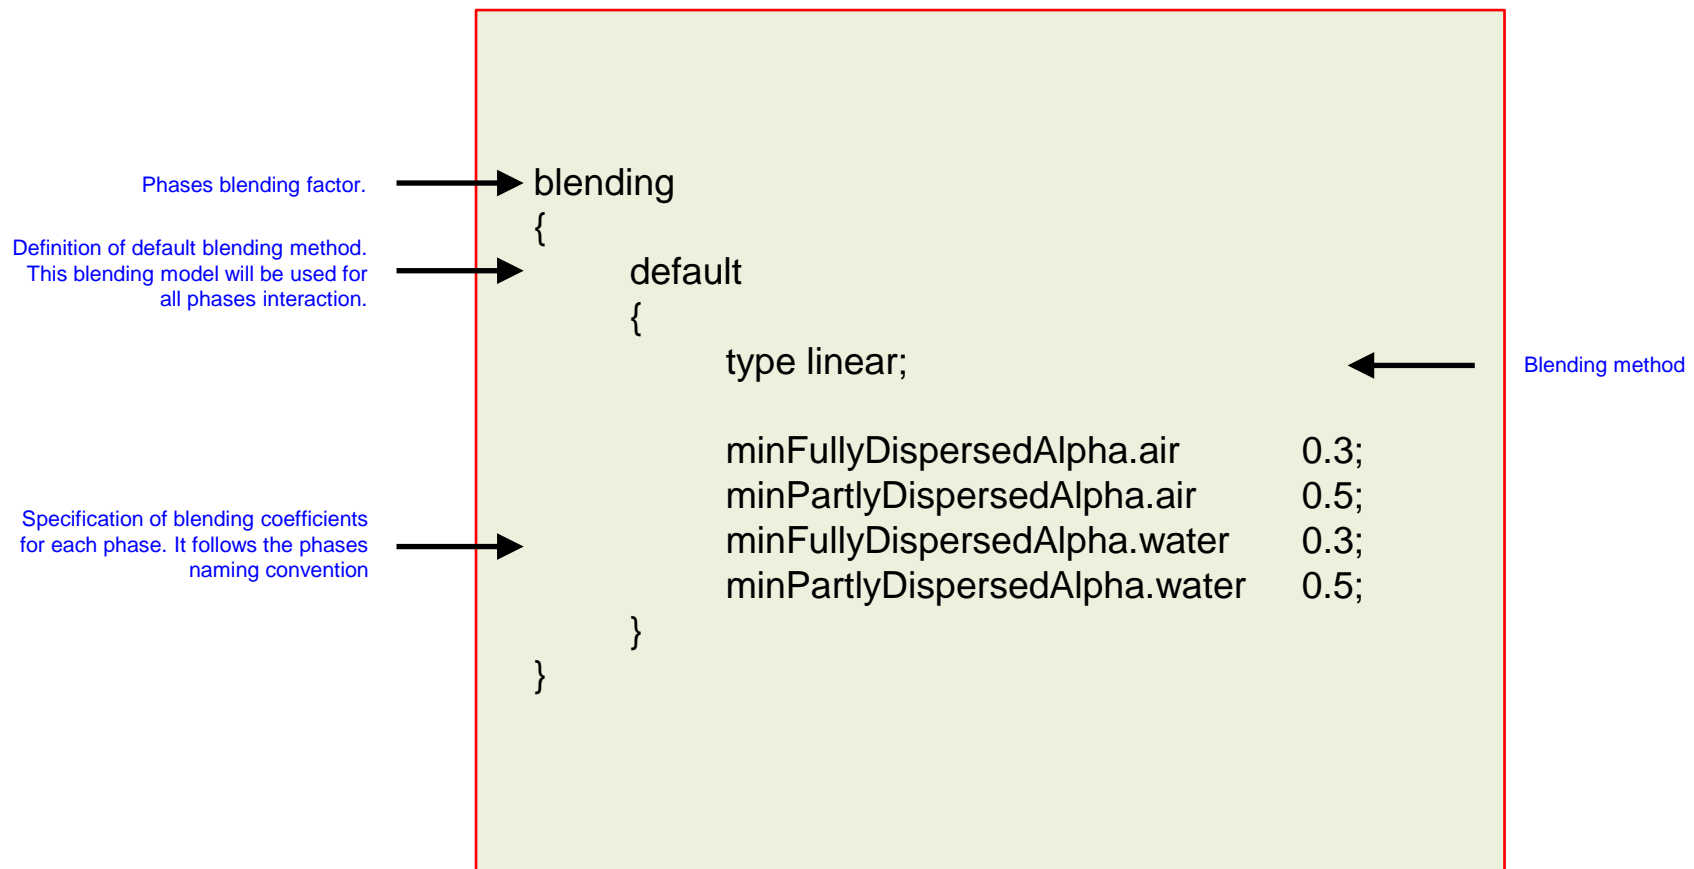 Phases blending factor.
blending
{
Definition of default blending method.
This blending model will be used for
all phases interaction.
default
{
type linear;
Blending method
minFullyDispersedAlpha.air 0.3;
minPartlyDispersedAlpha.air 0.5;
minFullyDispersedAlpha.water 0.3;
minPartlyDispersedAlpha.water 0.5;
Specification of blending coefficients
for each phase. It follows the phases
naming convention
}
}